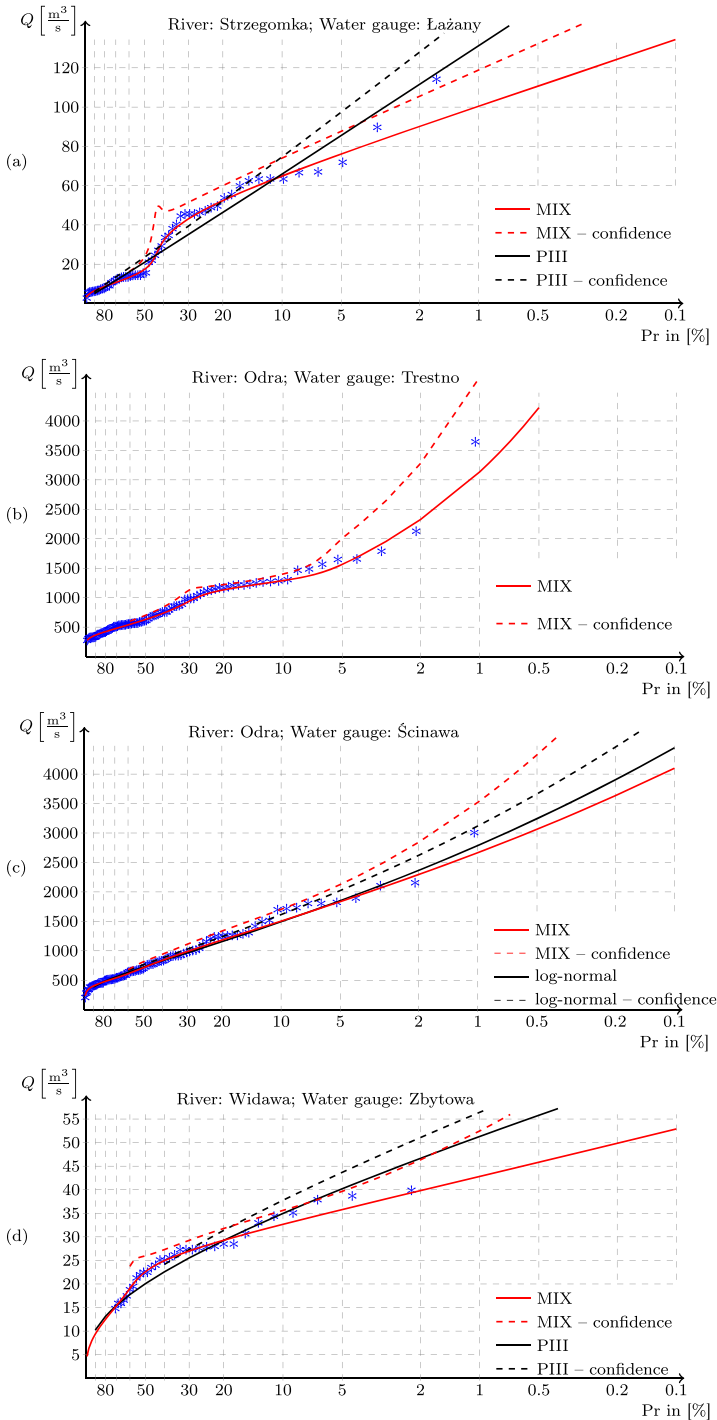 Q [m³/s]
River: Strzegomka; Water gauge: Łażany
120
100
80
(a)
60
40
20
MIX
MIX – confidence
PIII
PIII – confidence
80 50 30 20 10 5 2 1 0.5 0.2 0.1
Pr in [%]
Q [m³/s]
River: Odra; Water gauge: Trestno
4000
3500
3000
2500
(b)
2000
1500
1000
500
MIX
MIX – confidence
80 50 30 20 10 5 2 1 0.5 0.2 0.1
Pr in [%]
Q [m³/s]
River: Odra; Water gauge: Ścinawa
4000
3500
3000
2500
(c)
2000
1500
1000
500
MIX
MIX – confidence
log-normal
log-normal – confidence
80 50 30 20 10 5 2 1 0.5 0.2 0.1
Pr in [%]
Q [m³/s]
River: Widawa; Water gauge: Zbytowa
55
50
45
40
35
30
(d)
25
20
15
10
5
MIX
MIX – confidence
PIII
PIII – confidence
80 50 30 20 10 5 2 1 0.5 0.2 0.1
Pr in [%]